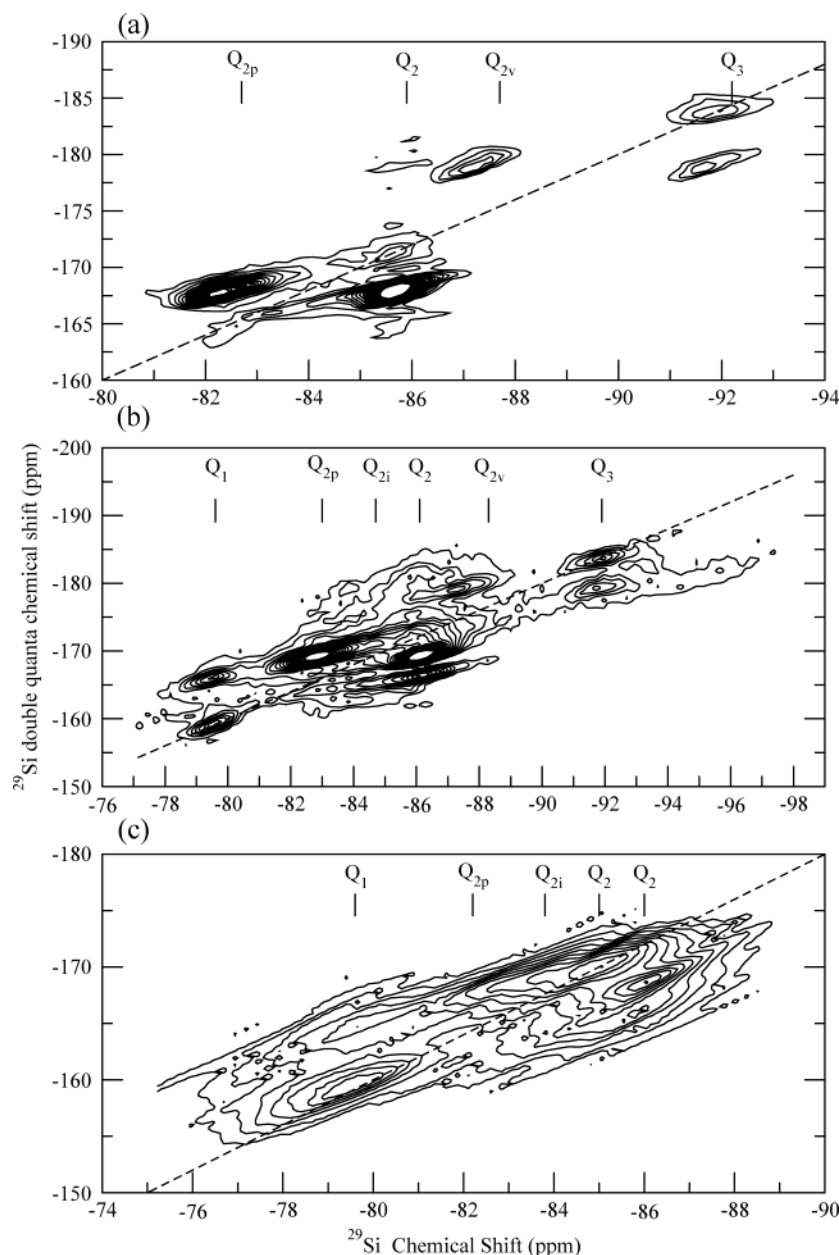 (a)
-190
-185
-180
-175
-170
-165
-160
Q2p
Q2
Q2v
Q3
-80 -82 -84 -86 -88 -90 -92 -94
(b)
-200
-190
-180
-170
-160
-150
Q1
Q2p
Q2i
Q2
Q2v
Q3
-76 -78 -80 -82 -84 -86 -88 -90 -92 -94 -96 -98
29Si double quanta chemical shift (ppm)
(c)
-180
-170
-160
-150
Q1
Q2p
Q2i
Q2
Q2
-74 -76 -78 -80 -82 -84 -86 -88 -90
29Si Chemical Shift (ppm)